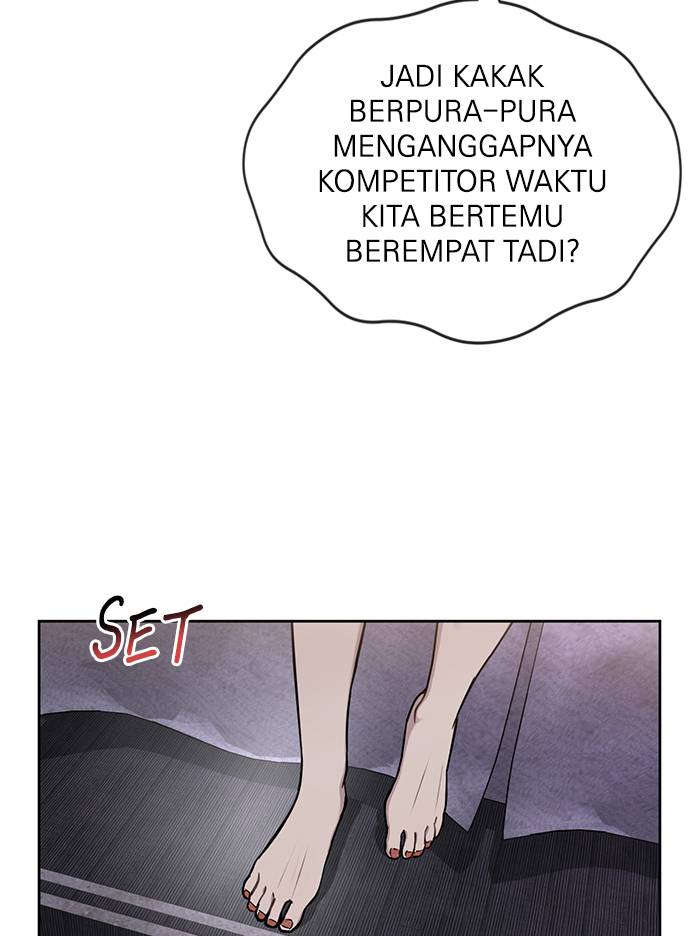 JADI KAKAK
BERPURA-PURA
MENGANGGAPNYA
KOMPETITOR WAKTU
KITA BERTEMU
BEREMPAT TADI?
SET